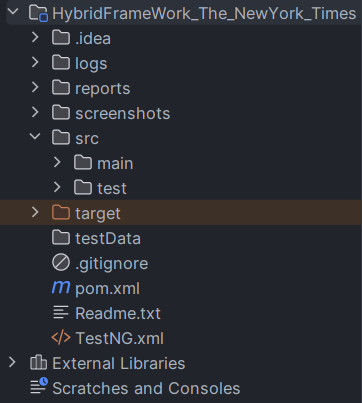 HybridFrameWork_The_NewYork_Times
.idea
logs
reports
screenshots
src
main
test
target
testData
.gitignore
m pom.xml
Readme.txt
TestNG.xml
External Libraries
Scratches and Consoles